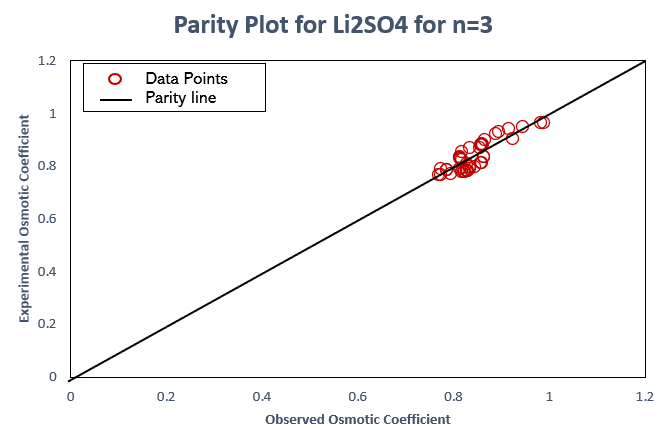 Parity Plot for Li2SO4 for n=3
Data Points
Parity line
1.2
1
0.8
0.6
0.4
0.2
0
Experimental Osmotic Coefficient
0 0.2 0.4 0.6 0.8 1 1.2
Observed Osmotic Coefficient